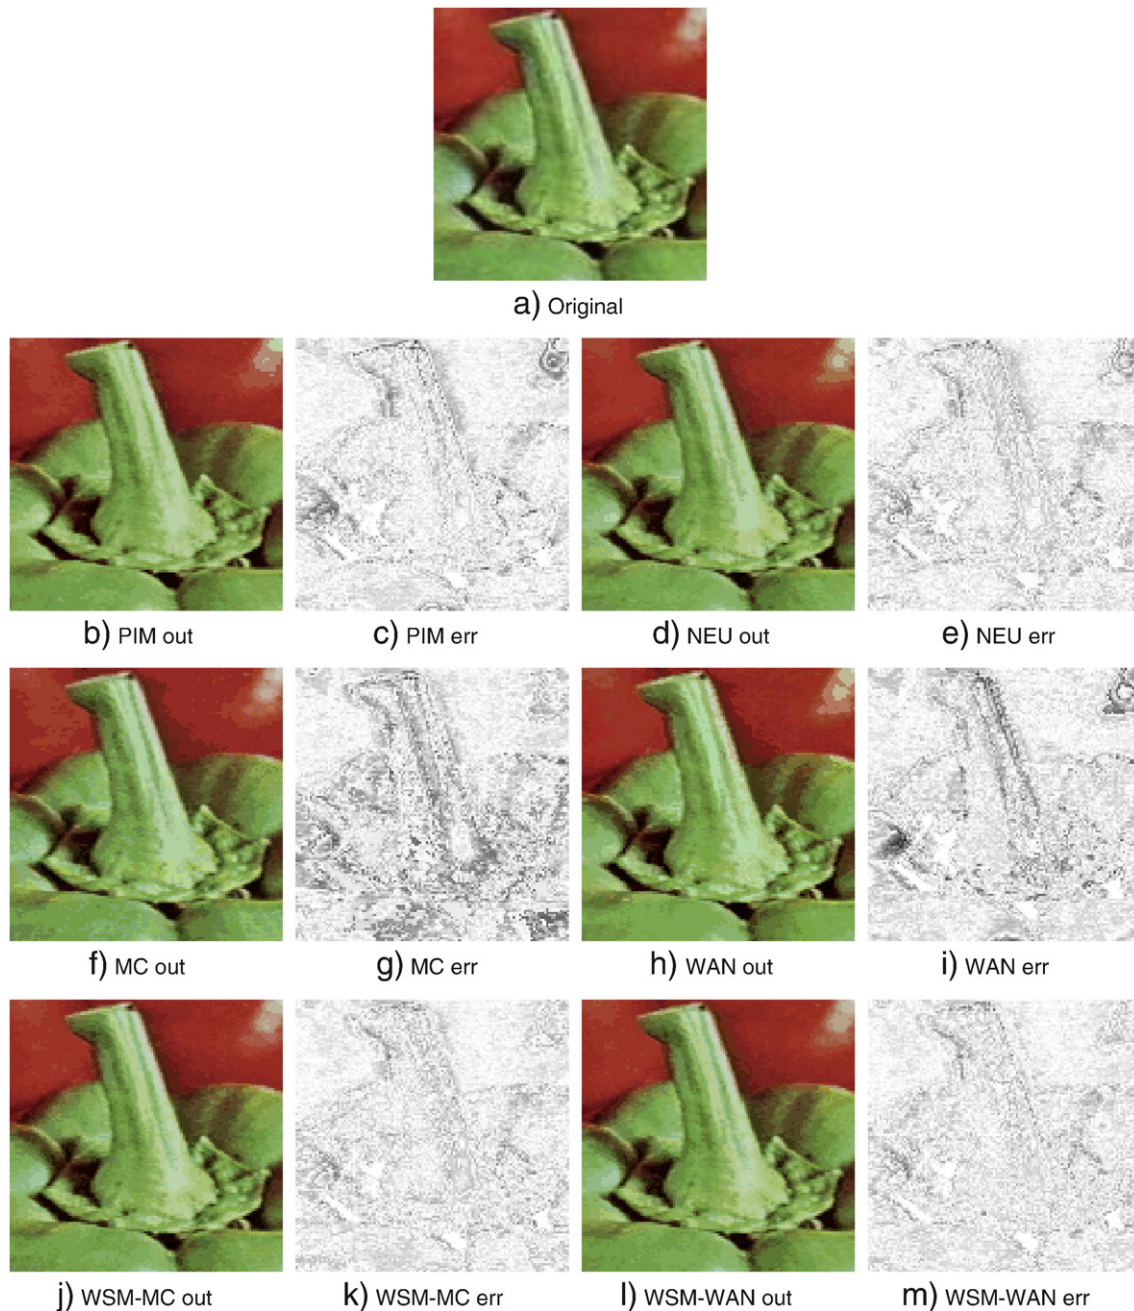 a) Original
b) PIM out
c) PIM err
d) NEU out
e) NEU err
f) MC out
g) MC err
h) WAN out
i) WAN err
j) WSM-MC out
k) WSM-MC err
l) WSM-WAN out
m) WSM-WAN err